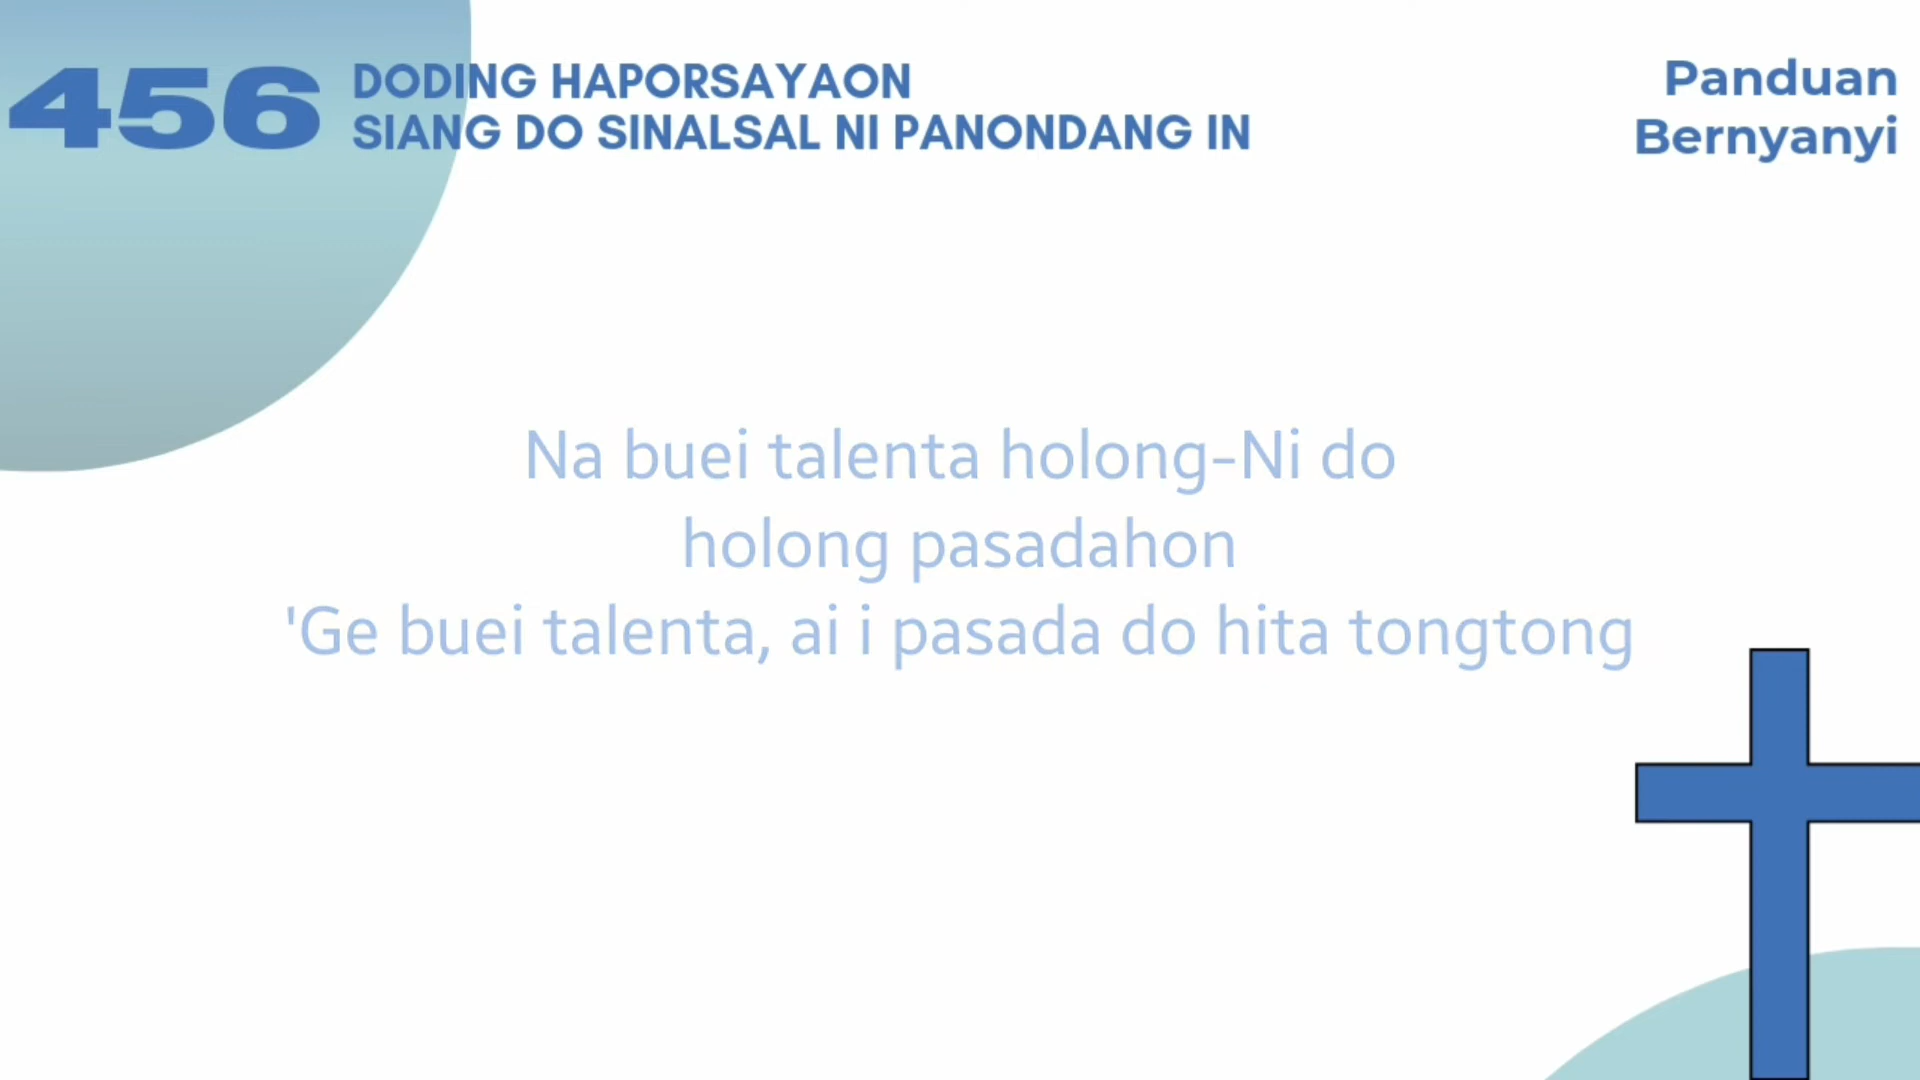 456
DODING HAPORSAYAON
SIANG DO SINALSAL NI PANONDANG IN
Panduan
Bernyanyi
Na buei talenta holong-Ni do
holong pasadahon
'Ge buei talenta, ai i pasada do hita tongtong